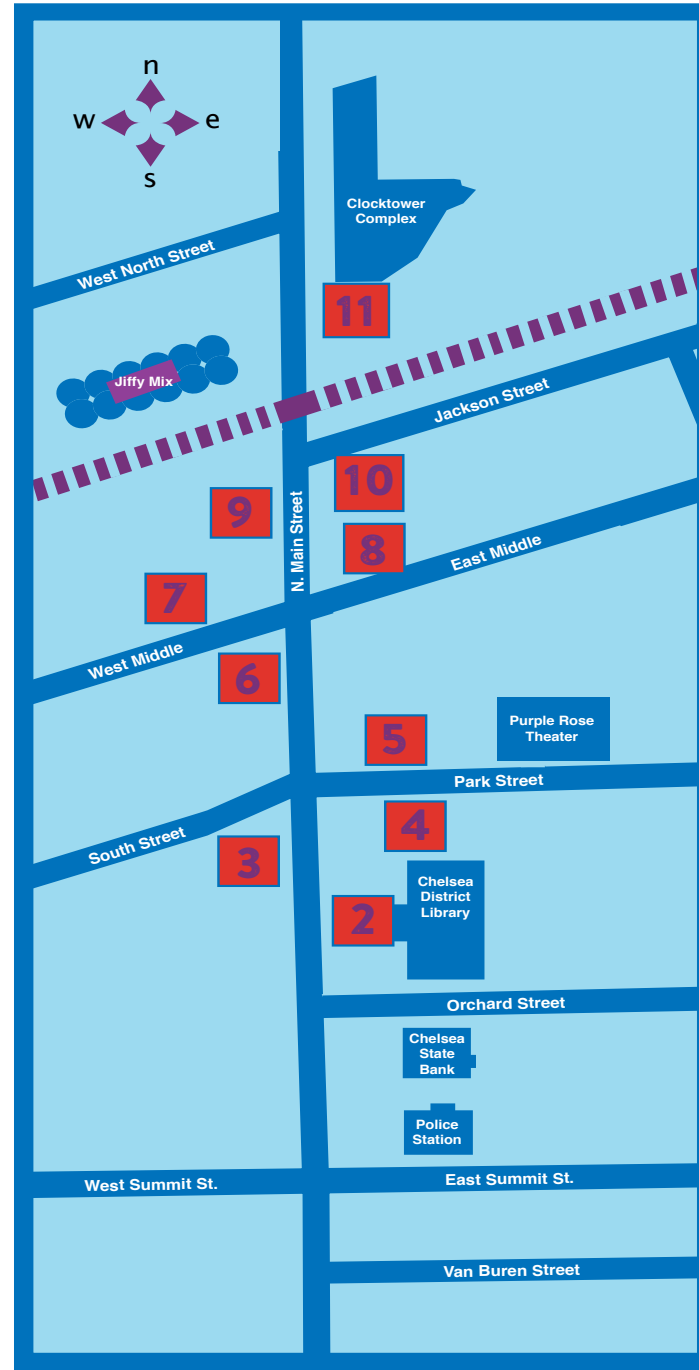 n
w
e
s
Clocktower
Complex
West North Street
11
Jiffy Mix
Jackson Street
10
9
N. Main Street
8
East Middle
7
West Middle
6
Purple Rose
Theater
5
Park Street
4
South Street
3
Chelsea
District
Library
2
Orchard Street
Chelsea
State
Bank
Police
Station
West Summit St.
East Summit St.
Van Buren Street